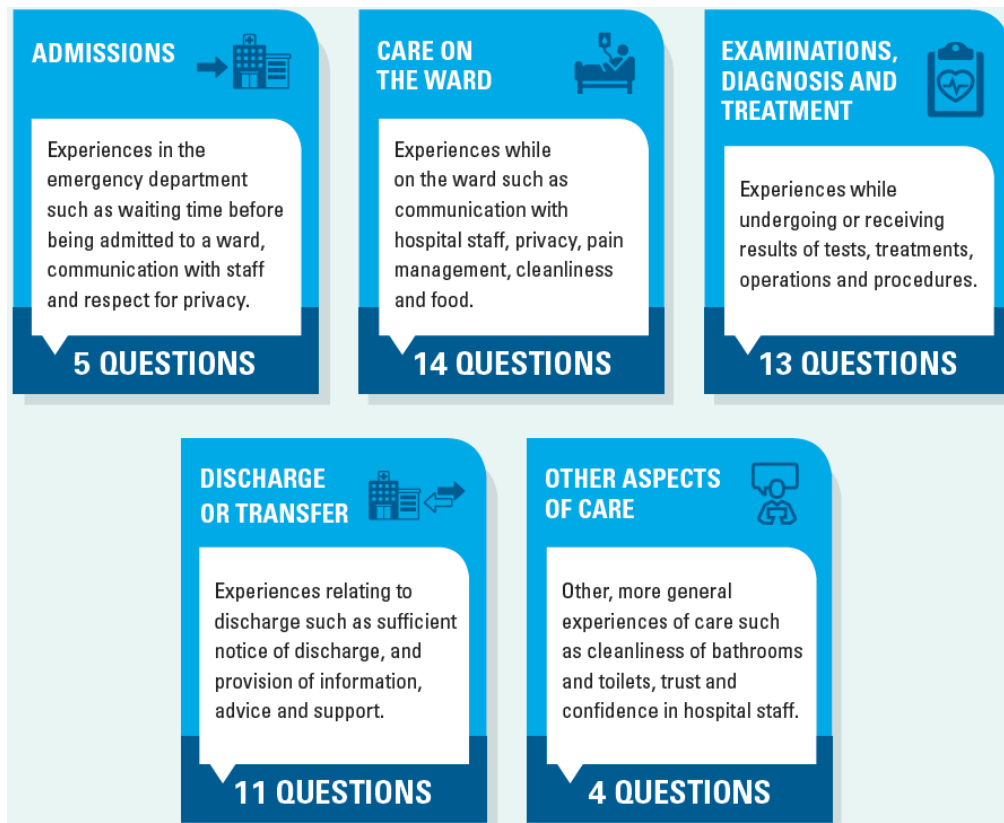 ADMISSIONS
Experiences in the
emergency department
such as waiting time before
being admitted to a ward,
communication with staff
and respect for privacy.
5 QUESTIONS
CARE ON
THE WARD
Experiences while
on the ward such as
communication with
hospital staff, privacy, pain
management, cleanliness
and food.
14 QUESTIONS
EXAMINATIONS,
DIAGNOSIS AND
TREATMENT
Experiences while
undergoing or receiving
results of tests, treatments,
operations and procedures.
13 QUESTIONS
DISCHARGE
OR TRANSFER
Experiences relating to
discharge such as sufficient
notice of discharge, and
provision of information,
advice and support.
11 QUESTIONS
OTHER ASPECTS
OF CARE
Other, more general
experiences of care such
as cleanliness of bathrooms
and toilets, trust and
confidence in hospital staff.
4 QUESTIONS